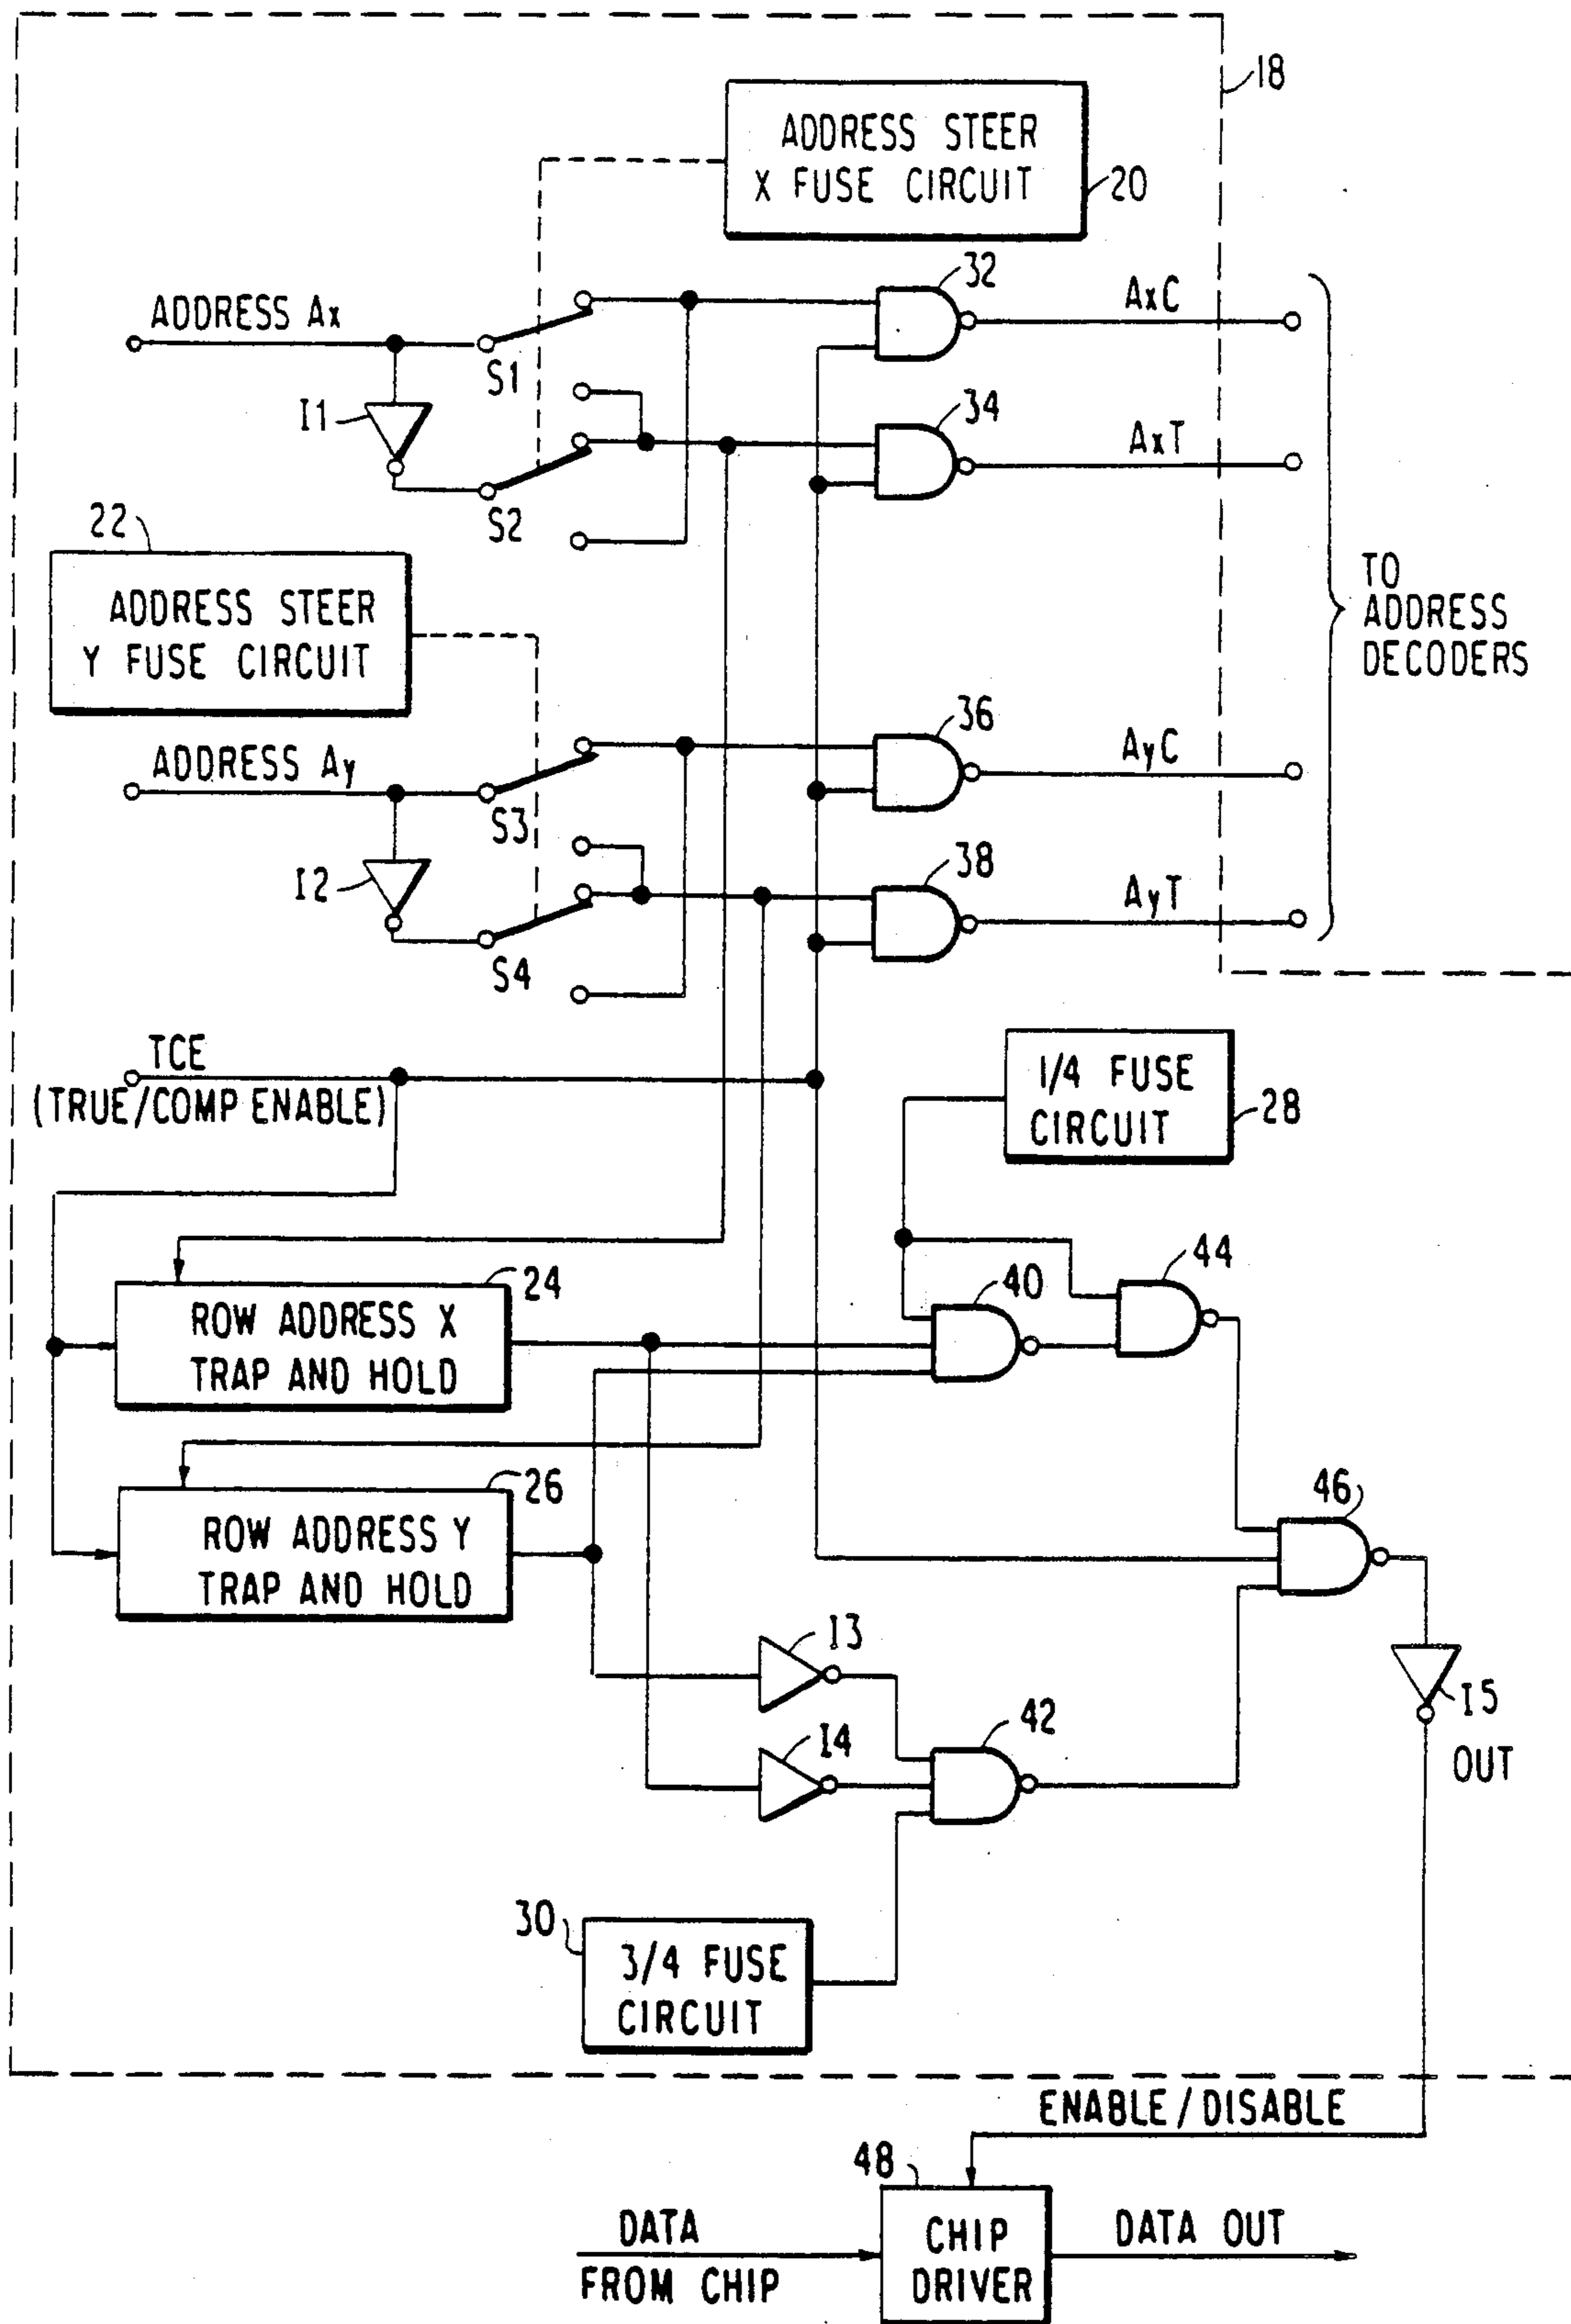 18
ADDRESS STEER
X FUSE CIRCUIT
20
32
ADDRESS Ax
AxC
S1
I1
34
AxT
S2
22
ADDRESS STEER
Y FUSE CIRCUIT
TO
ADDRESS
DECODERS
36
ADDRESS Ay
AyC
S3
I2
38
AyT
S4
TCE
(TRUE/COMP ENABLE)
1/4 FUSE
CIRCUIT
28
24
ROW ADDRESS X
TRAP AND HOLD
40
44
26
ROW ADDRESS Y
TRAP AND HOLD
46
I3
I4
42
I5
OUT
30
3/4 FUSE
CIRCUIT
ENABLE/DISABLE
48
DATA
FROM CHIP
CHIP
DRIVER
DATA OUT